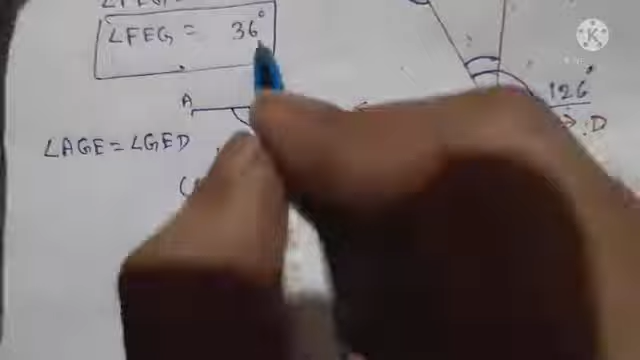 ∠FEG = 36°
A
126°
∠AGE = ∠GED
D
K